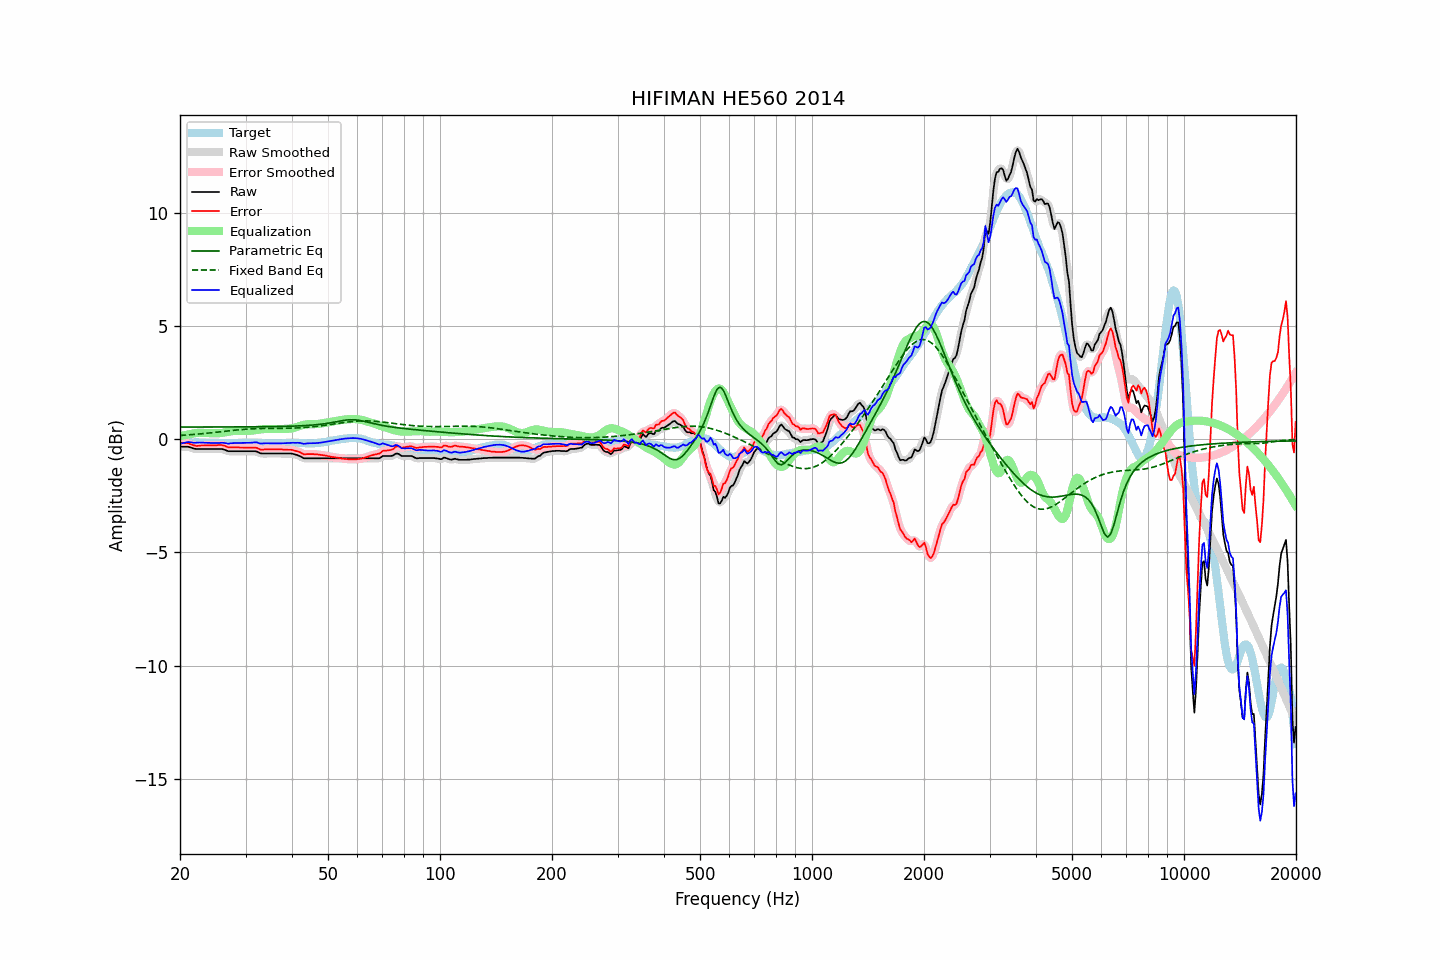 HIFIMAN HE560 2014
Target
Raw Smoothed
Error Smoothed
Raw
Error
Equalization
Parametric Eq
Fixed Band Eq
Equalized
10
5
0
−5
−10
−15
Amplitude (dBr)
20 50 100 200 500 1000 2000 5000 10000 20000
Frequency (Hz)